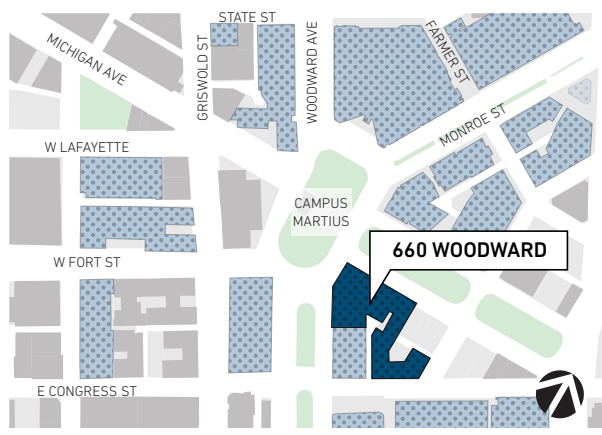 STATE ST
MICHIGAN AVE
GRISWOLD ST
WOODWARD AVE
FARMER ST
MONROE ST
W LAFAYETTE
CAMPUS
MARTIUS
660 WOODWARD
W FORT ST
E CONGRESS ST